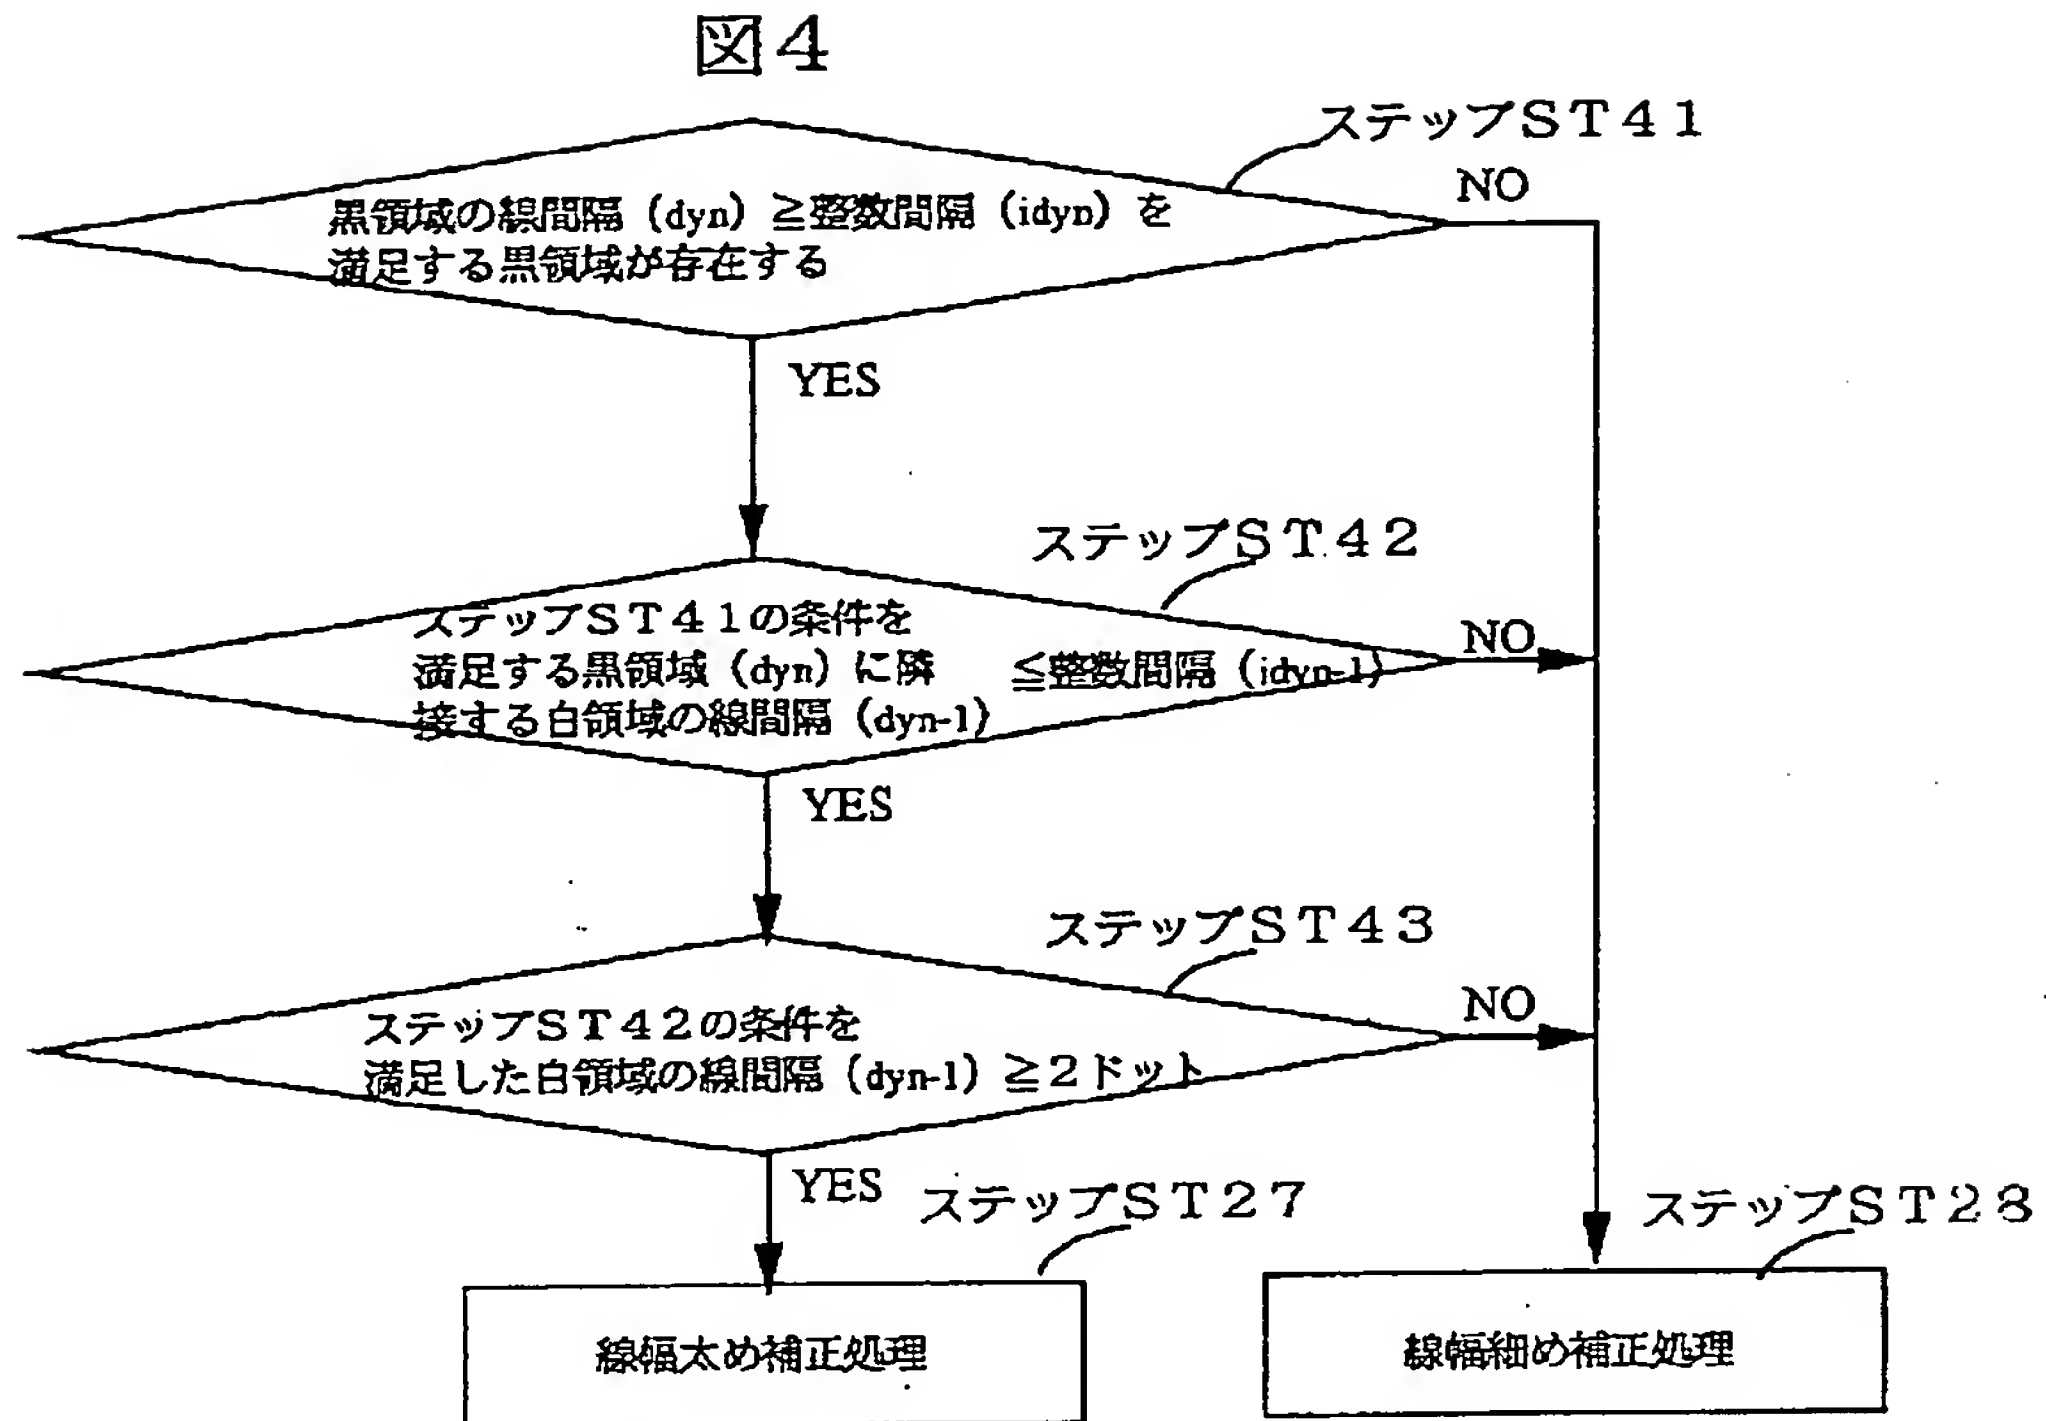 図4
ステップST41
NO
黒領域の線間隔（dyn）≧整数間隔（idyn）を
満足する黒領域が存在する
YES
ステップST42
ステップST41の条件を
満足する黒領域（dyn）に隣
接する白領域の線間隔（dyn-1）
≦整数間隔（idyn-1）
NO
YES
ステップST43
ステップST42の条件を
満足した白領域の線間隔（dyn-1）≧2ドット
NO
YES
ステップST27
ステップST28
線幅太め補正処理
線幅細め補正処理